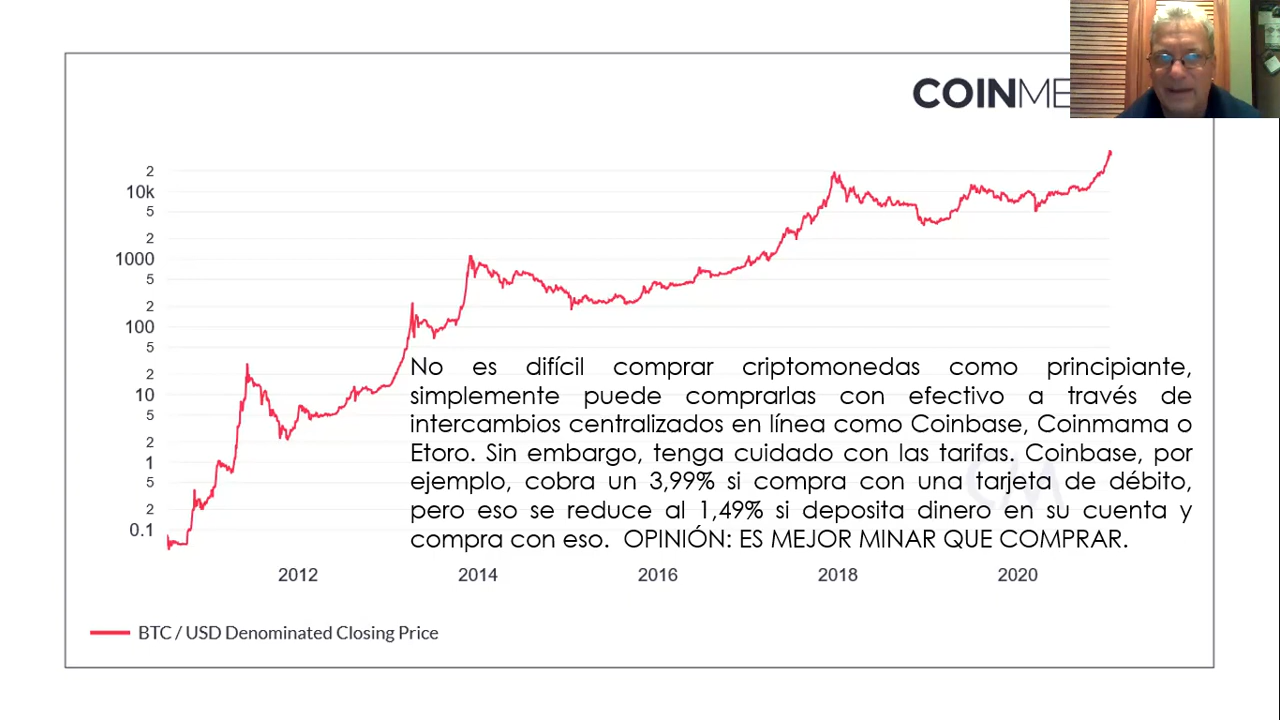 COINME
2
10k
5
2
1000
5
2
100
5
2
10
5
2
1
5
2
0.1
No es difícil comprar criptomonedas como principiante,
simplemente puede comprarlas con efectivo a través de
intercambios centralizados en línea como Coinbase, Coinmama o
Etoro. Sin embargo, tenga cuidado con las tarifas. Coinbase, por
ejemplo, cobra un 3,99% si compra con una tarjeta de débito,
pero eso se reduce al 1,49% si deposita dinero en su cuenta y
compra con eso. OPINIÓN: ES MEJOR MINAR QUE COMPRAR.
2012 2014 2016 2018 2020
BTC / USD Denominated Closing Price